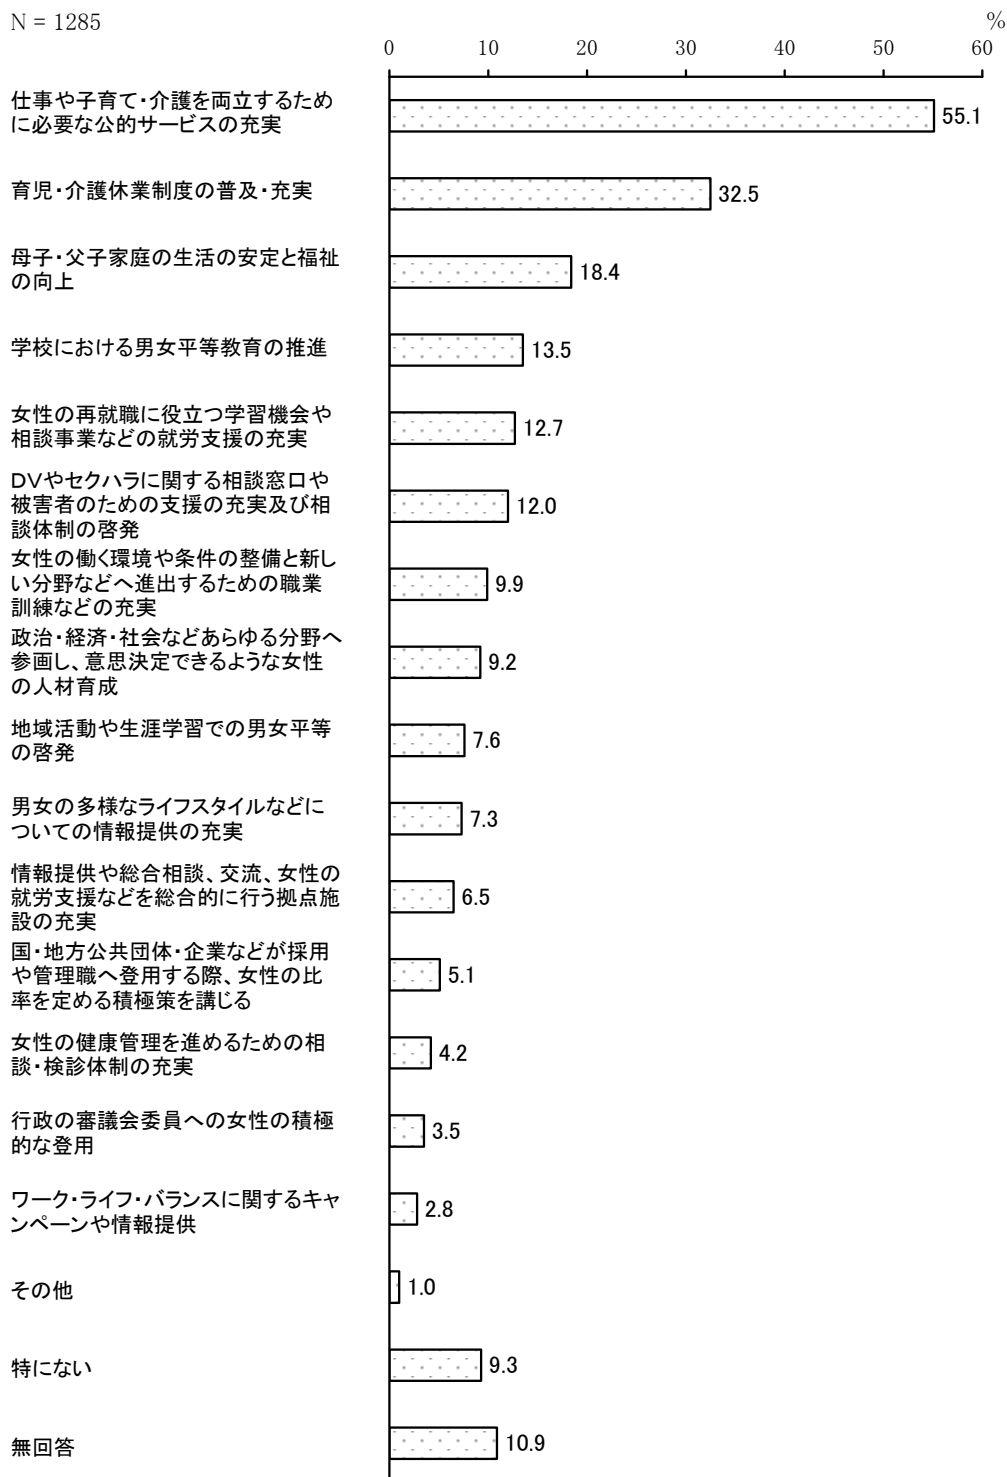 N = 1285
%
0 10 20 30 40 50 60
仕事や子育て・介護を両立するため
に必要な公的サービスの充実
55.1
育児・介護休業制度の普及・充実
32.5
母子・父子家庭の生活の安定と福祉
の向上
18.4
学校における男女平等教育の推進
13.5
女性の再就職に役立つ学習機会や
相談事業などの就労支援の充実
12.7
DVやセクハラに関する相談窓口や
被害者のための支援の充実及び相
談体制の啓発
12.0
女性の働く環境や条件の整備と新し
い分野などへ進出するための職業
訓練などの充実
9.9
政治・経済・社会などあらゆる分野へ
参画し、意思決定できるような女性
の人材育成
9.2
地域活動や生涯学習での男女平等
の啓発
7.6
男女の多様なライフスタイルなどに
ついての情報提供の充実
7.3
情報提供や総合相談、交流、女性の
就労支援などを総合的に行う拠点施
設の充実
6.5
国・地方公共団体・企業などが採用
や管理職へ登用する際、女性の比
率を定める積極策を講じる
5.1
女性の健康管理を進めるための相
談・検診体制の充実
4.2
行政の審議会委員への女性の積極
的な登用
3.5
ワーク・ライフ・バランスに関するキャ
ンペーンや情報提供
2.8
その他
1.0
特にない
9.3
無回答
10.9